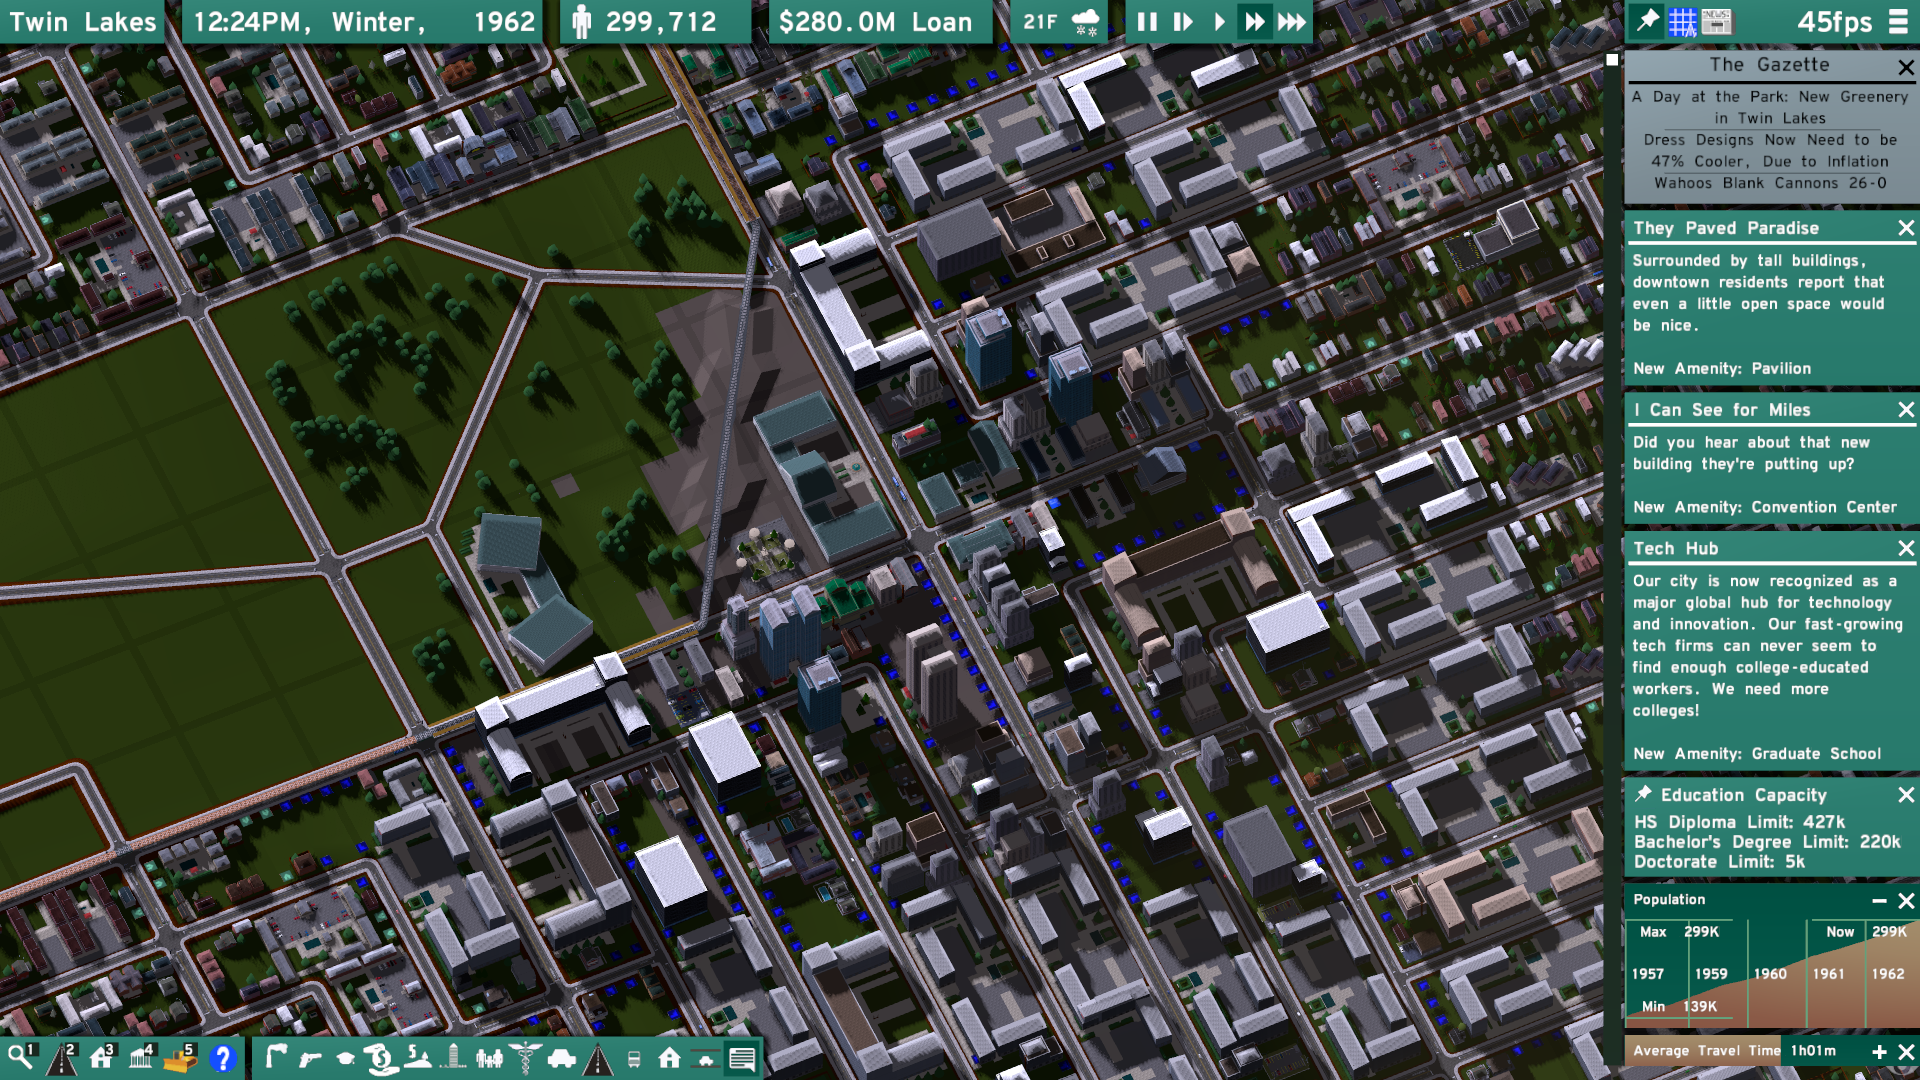 Twin Lakes
12:24PM, Winter, 1962
299,712
$280.0M Loan
21F
NEWS
45fps
The Gazette
A Day at the Park: New Greenery
in Twin Lakes
Dress Designs Now Need to be
47% Cooler, Due to Inflation
Wahoos Blank Cannons 26-0
They Paved Paradise
Surrounded by tall buildings,
downtown residents report that
even a little open space would
be nice.
New Amenity: Pavilion
I Can See for Miles
Did you hear about that new
building they're putting up?
New Amenity: Convention Center
Tech Hub
Our city is now recognized as a
major global hub for technology
and innovation. Our fast-growing
tech firms can never seem to
find enough college-educated
workers. We need more
colleges!
New Amenity: Graduate School
Education Capacity
HS Diploma Limit: 427k
Bachelor's Degree Limit: 220k
Doctorate Limit: 5k
Population
Max 299K Now 299K
1957 1959 1960 1961 1962
Min 139K
Average Travel Time 1h01m
1 2 3 4 5 ?